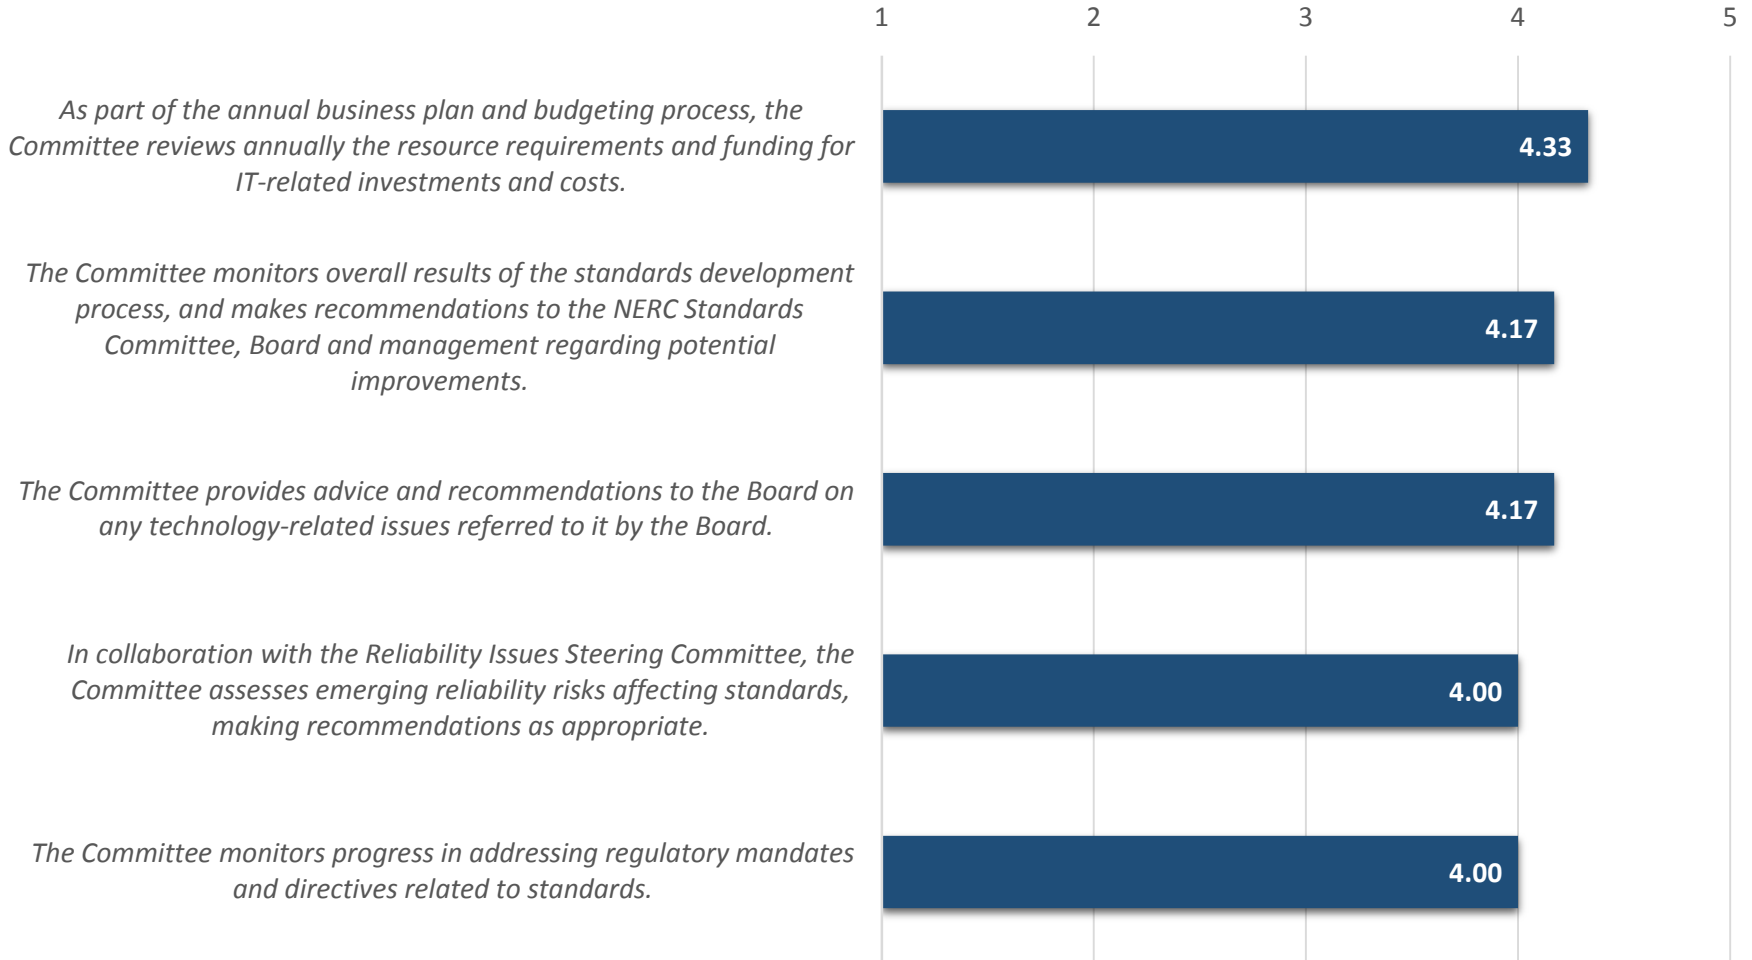 1 2 3 4 5
As part of the annual business plan and budgeting process, the
Committee reviews annually the resource requirements and funding for
IT-related investments and costs.
4.33
The Committee monitors overall results of the standards development
process, and makes recommendations to the NERC Standards
Committee, Board and management regarding potential
improvements.
4.17
The Committee provides advice and recommendations to the Board on
any technology-related issues referred to it by the Board.
4.17
In collaboration with the Reliability Issues Steering Committee, the
Committee assesses emerging reliability risks affecting standards,
making recommendations as appropriate.
4.00
The Committee monitors progress in addressing regulatory mandates
and directives related to standards.
4.00